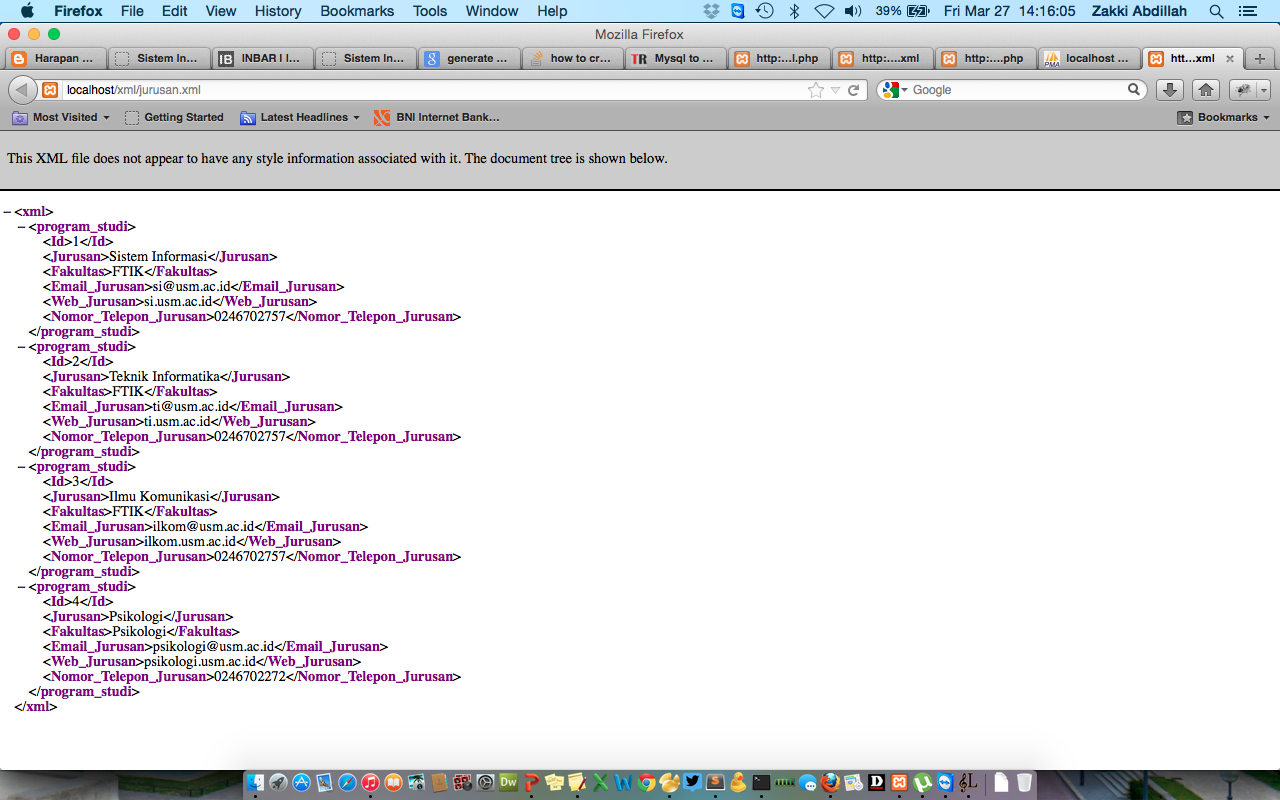 Firefox File Edit View History Bookmarks Tools Window Help 39% Fri Mar 27 14:16:05 Zakki Abdillah
Mozilla Firefox
Harapan ... Sistem In... INBAR | I... Sistem In... generate ... how to cr... Mysql to ... http:...l.php http:....xml http:....php localhost ... htt...xml
localhost/xml/jurusan.xml Google
Most Visited Getting Started Latest Headlines BNI Internet Bank... Bookmarks
This XML file does not appear to have any style information associated with it. The document tree is shown below.
− <xml>
− <program_studi>
<Id>1</Id>
<Jurusan>Sistem Informasi</Jurusan>
<Fakultas>FTIK</Fakultas>
<Email_Jurusan>si@usm.ac.id</Email_Jurusan>
<Web_Jurusan>si.usm.ac.id</Web_Jurusan>
<Nomor_Telepon_Jurusan>0246702757</Nomor_Telepon_Jurusan>
</program_studi>
− <program_studi>
<Id>2</Id>
<Jurusan>Teknik Informatika</Jurusan>
<Fakultas>FTIK</Fakultas>
<Email_Jurusan>ti@usm.ac.id</Email_Jurusan>
<Web_Jurusan>ti.usm.ac.id</Web_Jurusan>
<Nomor_Telepon_Jurusan>0246702757</Nomor_Telepon_Jurusan>
</program_studi>
− <program_studi>
<Id>3</Id>
<Jurusan>Ilmu Komunikasi</Jurusan>
<Fakultas>FTIK</Fakultas>
<Email_Jurusan>ilkom@usm.ac.id</Email_Jurusan>
<Web_Jurusan>ilkom.usm.ac.id</Web_Jurusan>
<Nomor_Telepon_Jurusan>0246702757</Nomor_Telepon_Jurusan>
</program_studi>
− <program_studi>
<Id>4</Id>
<Jurusan>Psikologi</Jurusan>
<Fakultas>Psikologi</Fakultas>
<Email_Jurusan>psikologi@usm.ac.id</Email_Jurusan>
<Web_Jurusan>psikologi.usm.ac.id</Web_Jurusan>
<Nomor_Telepon_Jurusan>0246702272</Nomor_Telepon_Jurusan>
</program_studi>
</xml>